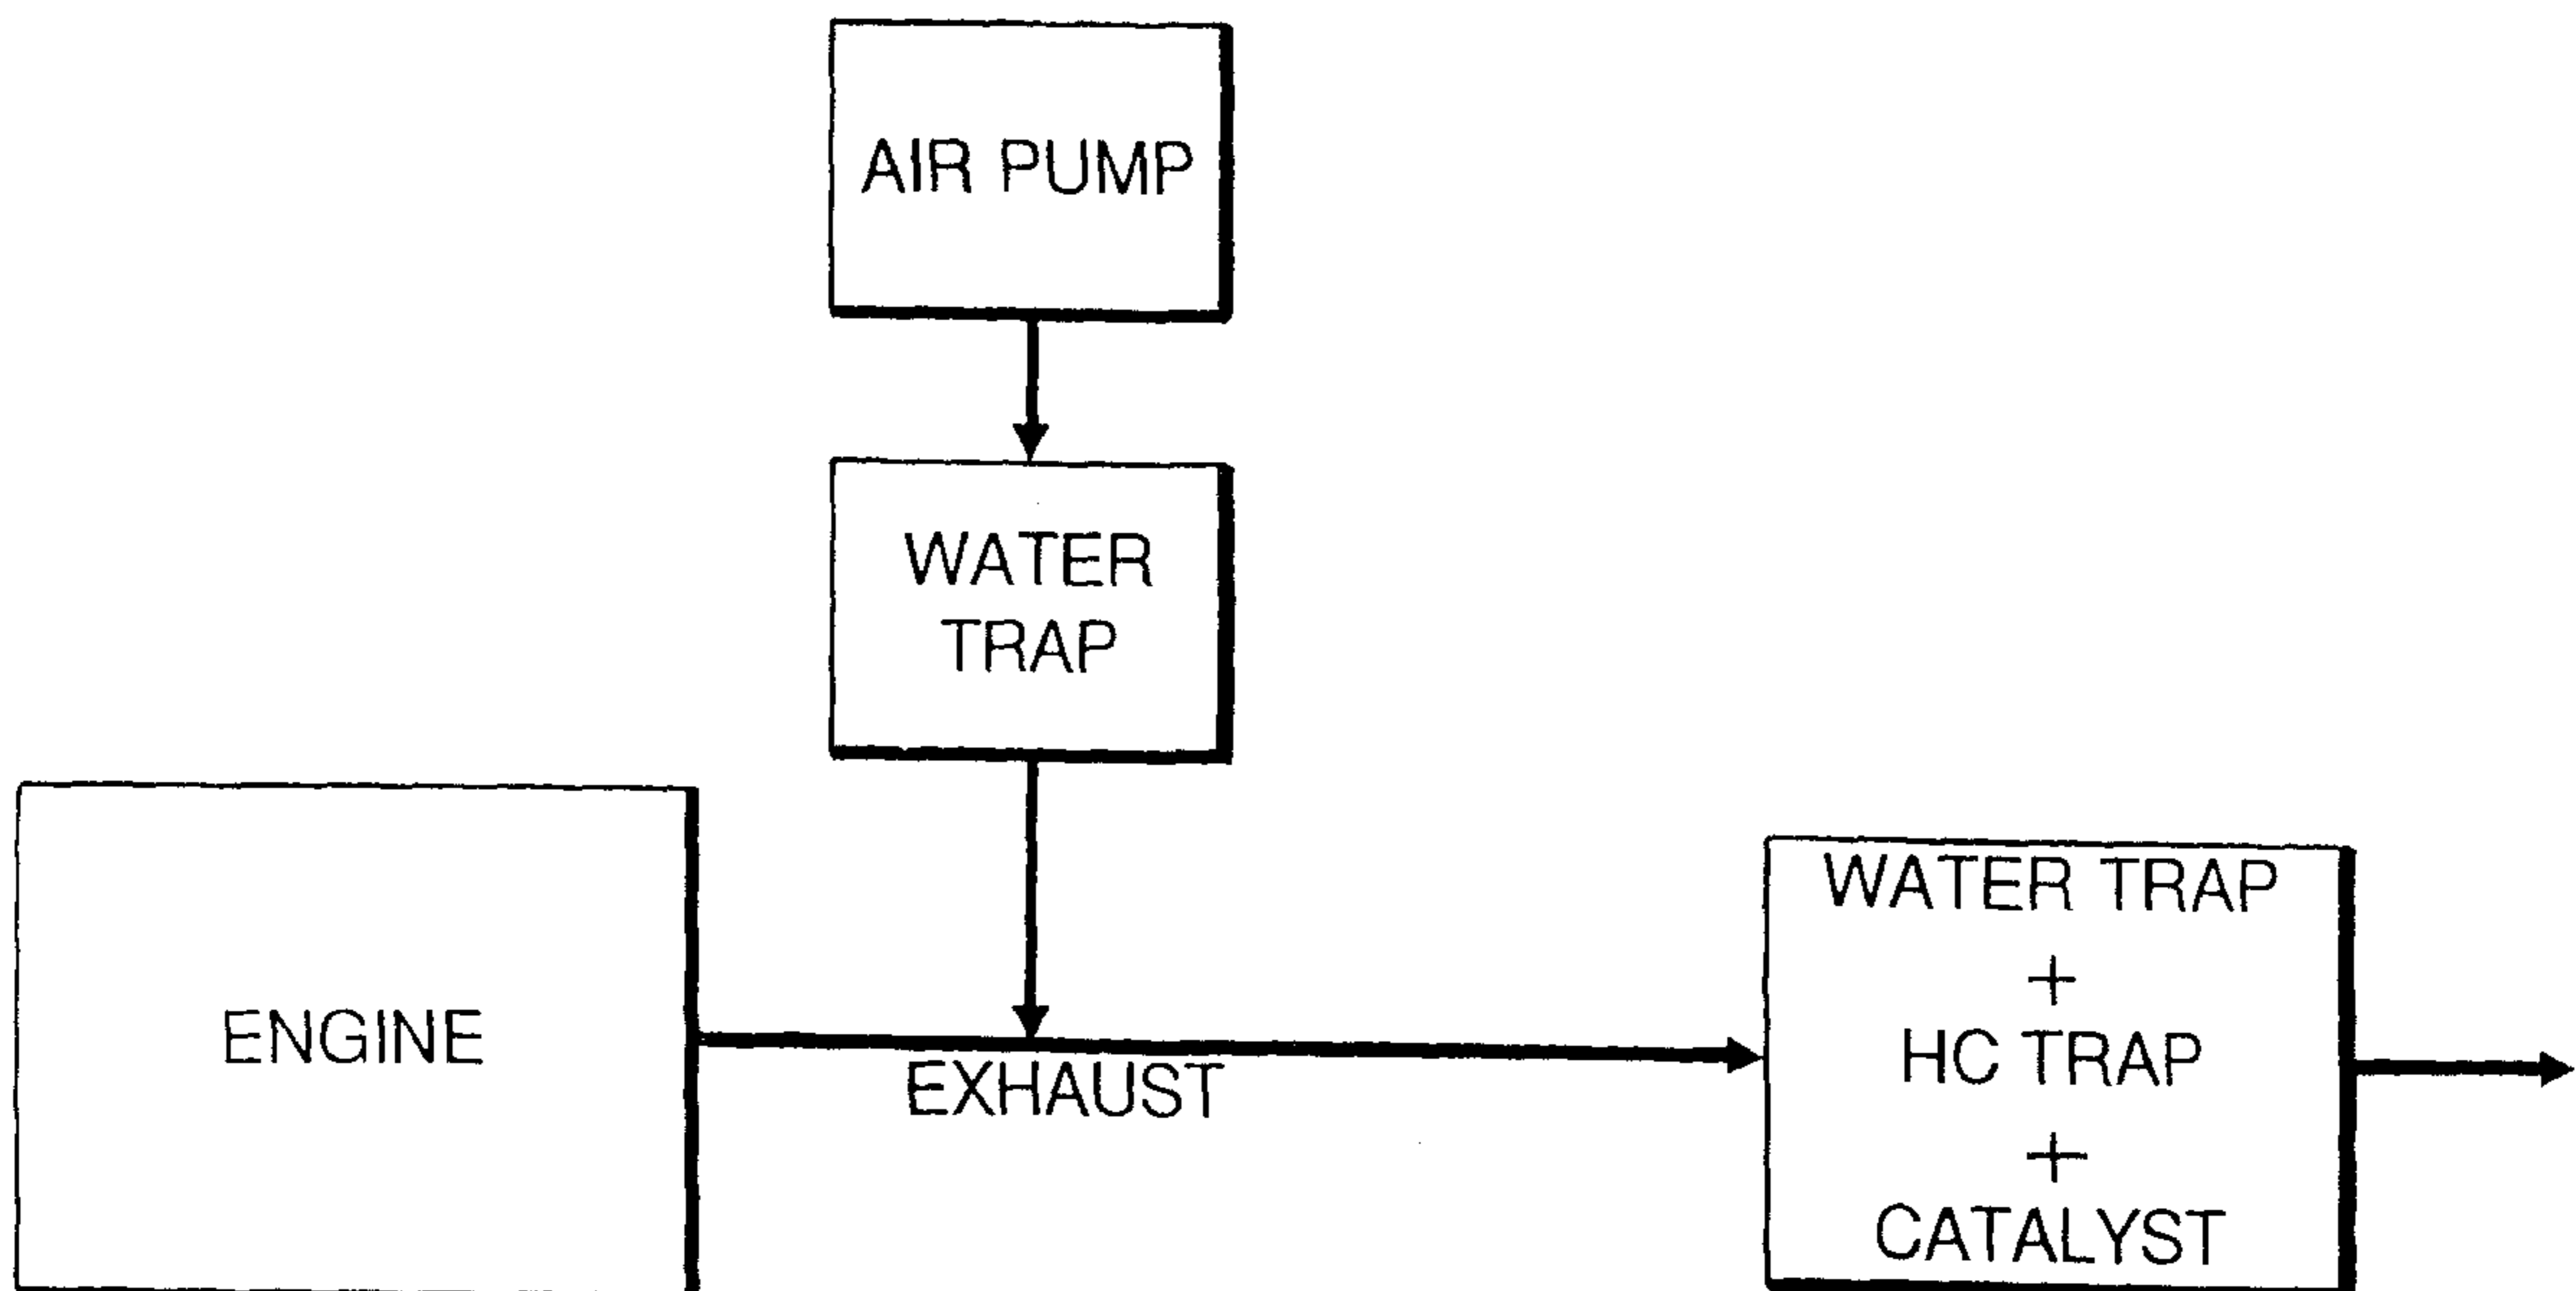 AIR PUMP
WATER
TRAP
ENGINE
EXHAUST
WATER TRAP
+
HC TRAP
+
CATALYST